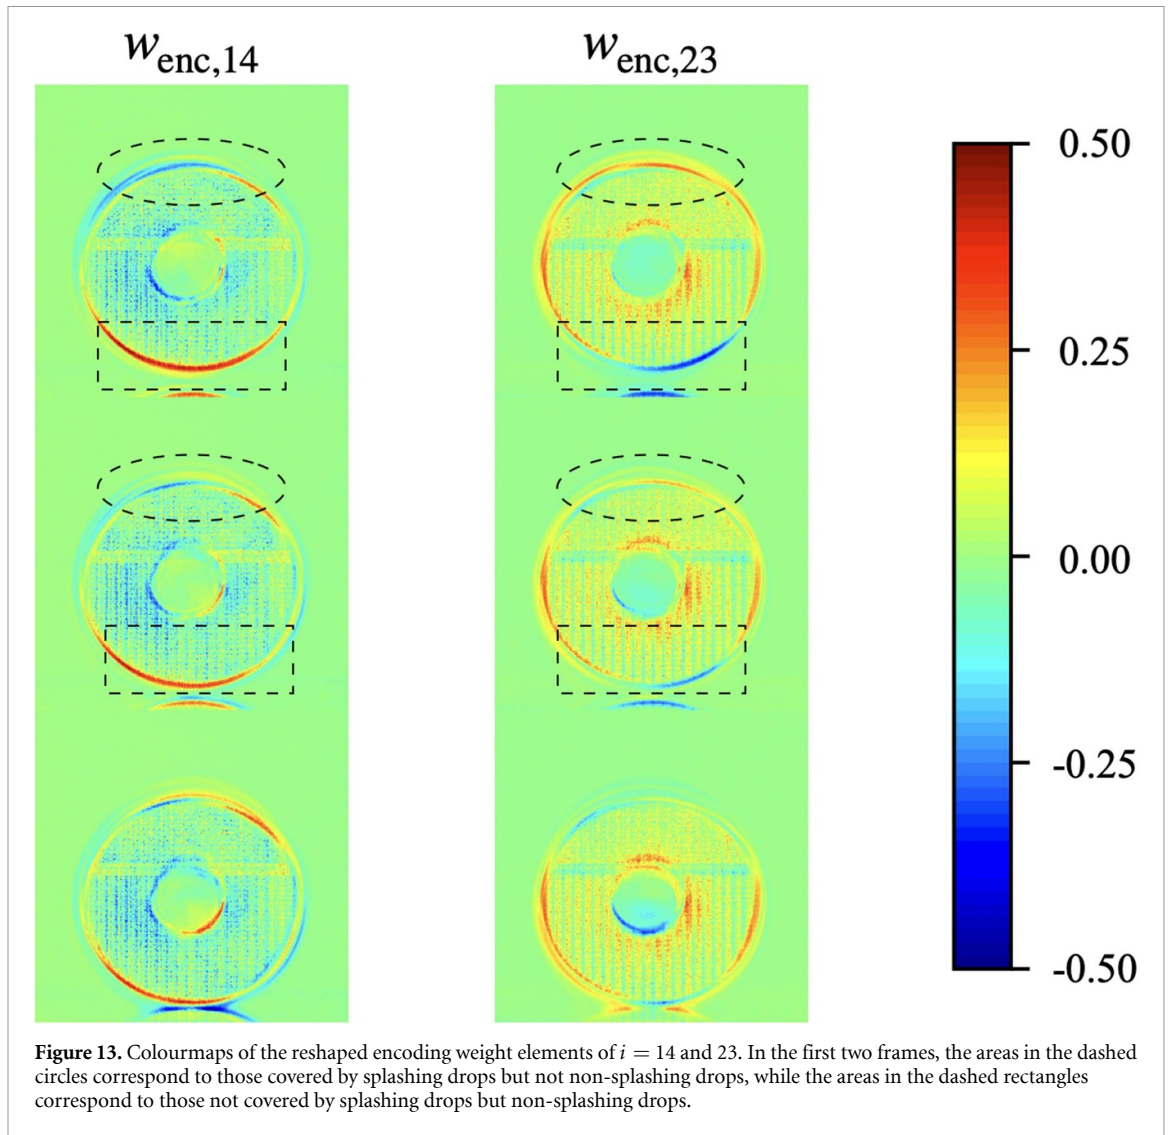 wenc,14
wenc,23
0.50
0.25
0.00
-0.25
-0.50
Figure 13. Colourmaps of the reshaped encoding weight elements of i = 14 and 23. In the first two frames, the areas in the dashed
circles correspond to those covered by splashing drops but not non-splashing drops, while the areas in the dashed rectangles
correspond to those not covered by splashing drops but non-splashing drops.